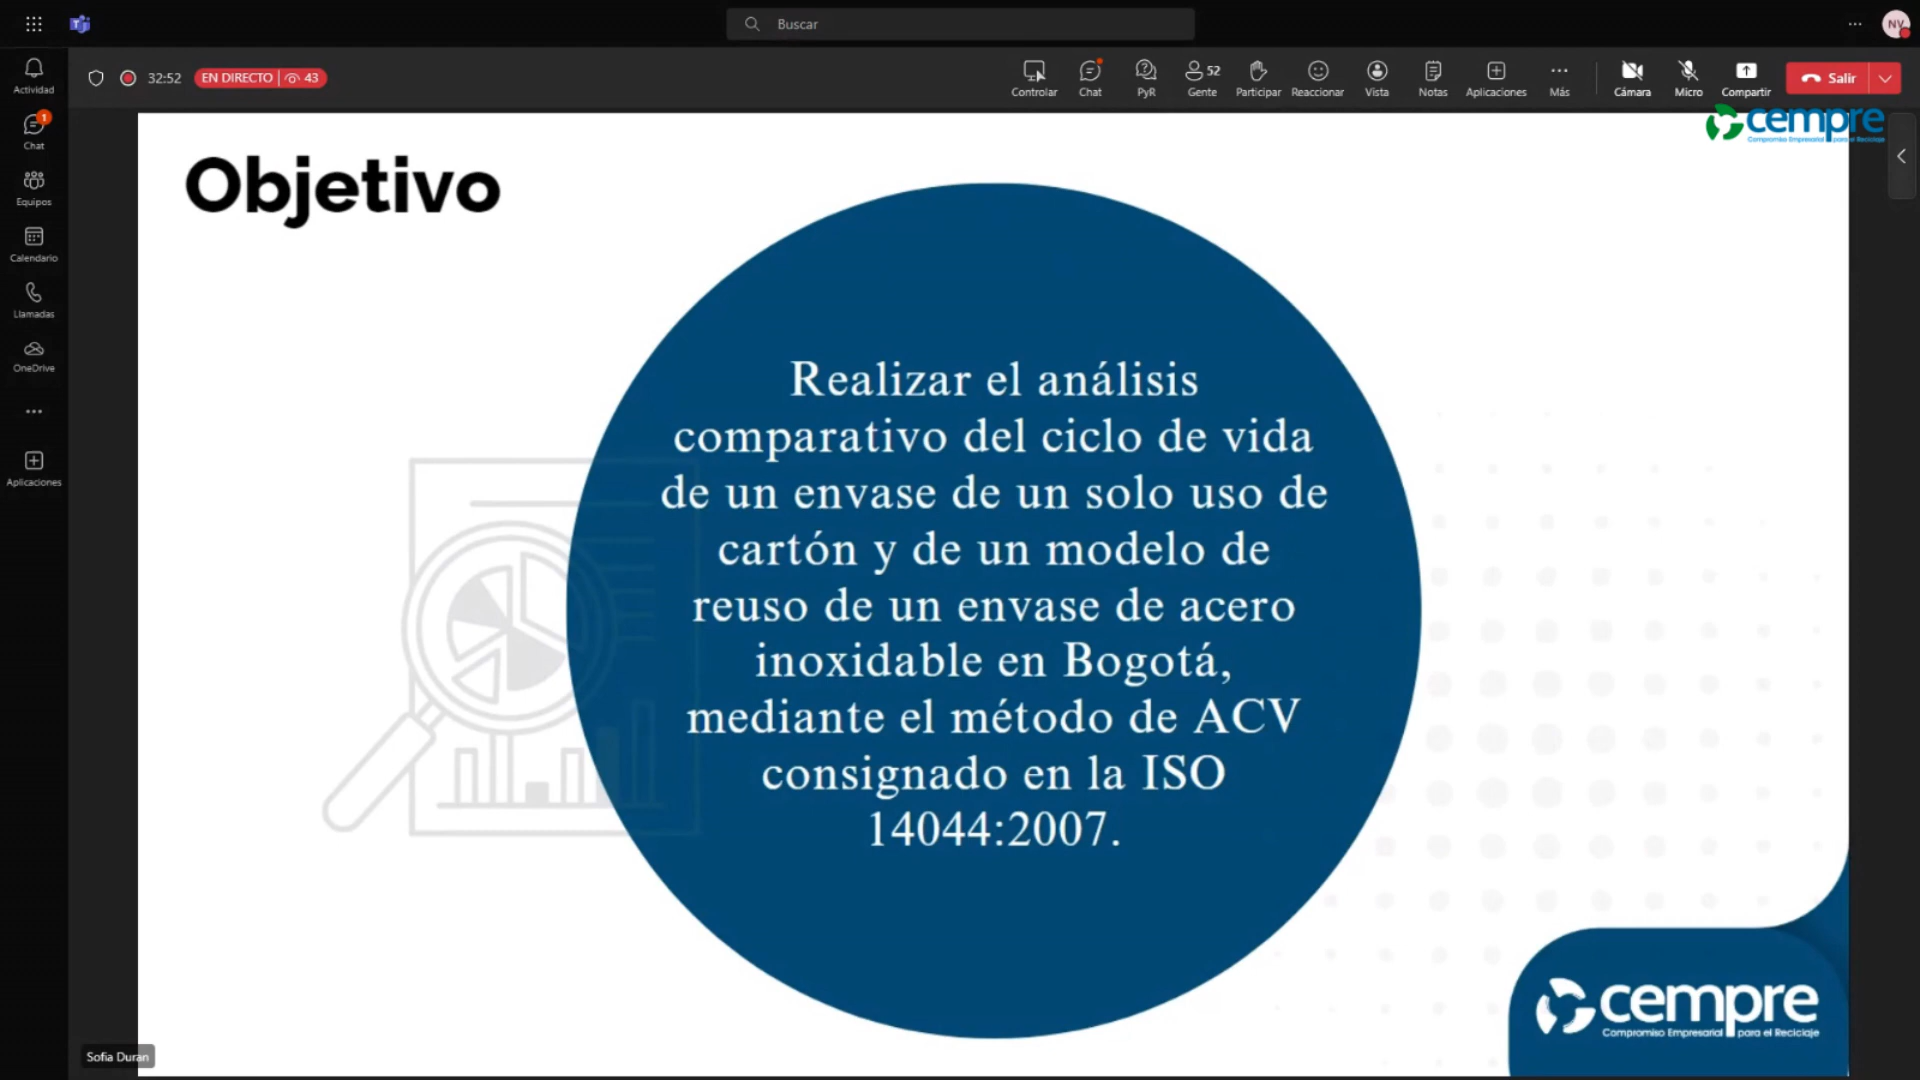 Buscar
NV
Actividad
1
Chat
Equipos
Calendario
Llamadas
OneDrive
Aplicaciones
32:52
EN DIRECTO 43
Controlar
Chat
PyR
52
Gente
Participar
Reaccionar
Vista
Notas
Aplicaciones
Más
Cámara
Micro
Compartir
Salir
cempre
Compromiso Empresarial para el Reciclaje
Objetivo
Realizar el análisis
comparativo del ciclo de vida
de un envase de un solo uso de
cartón y de un modelo de
reuso de un envase de acero
inoxidable en Bogotá,
mediante el método de ACV
consignado en la ISO
14044:2007.
cempre
Compromiso Empresarial para el Reciclaje
Sofia Duran